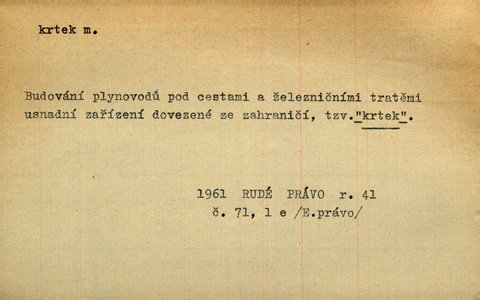 krtek m.
Budování plynovodů pod cestami a železničními tratěmi
usnadní zařízení dovezené ze zahraničí, tzv."krtek".
1961 RUDÉ PRÁVO r. 41
č. 71, 1 e /E.právo/